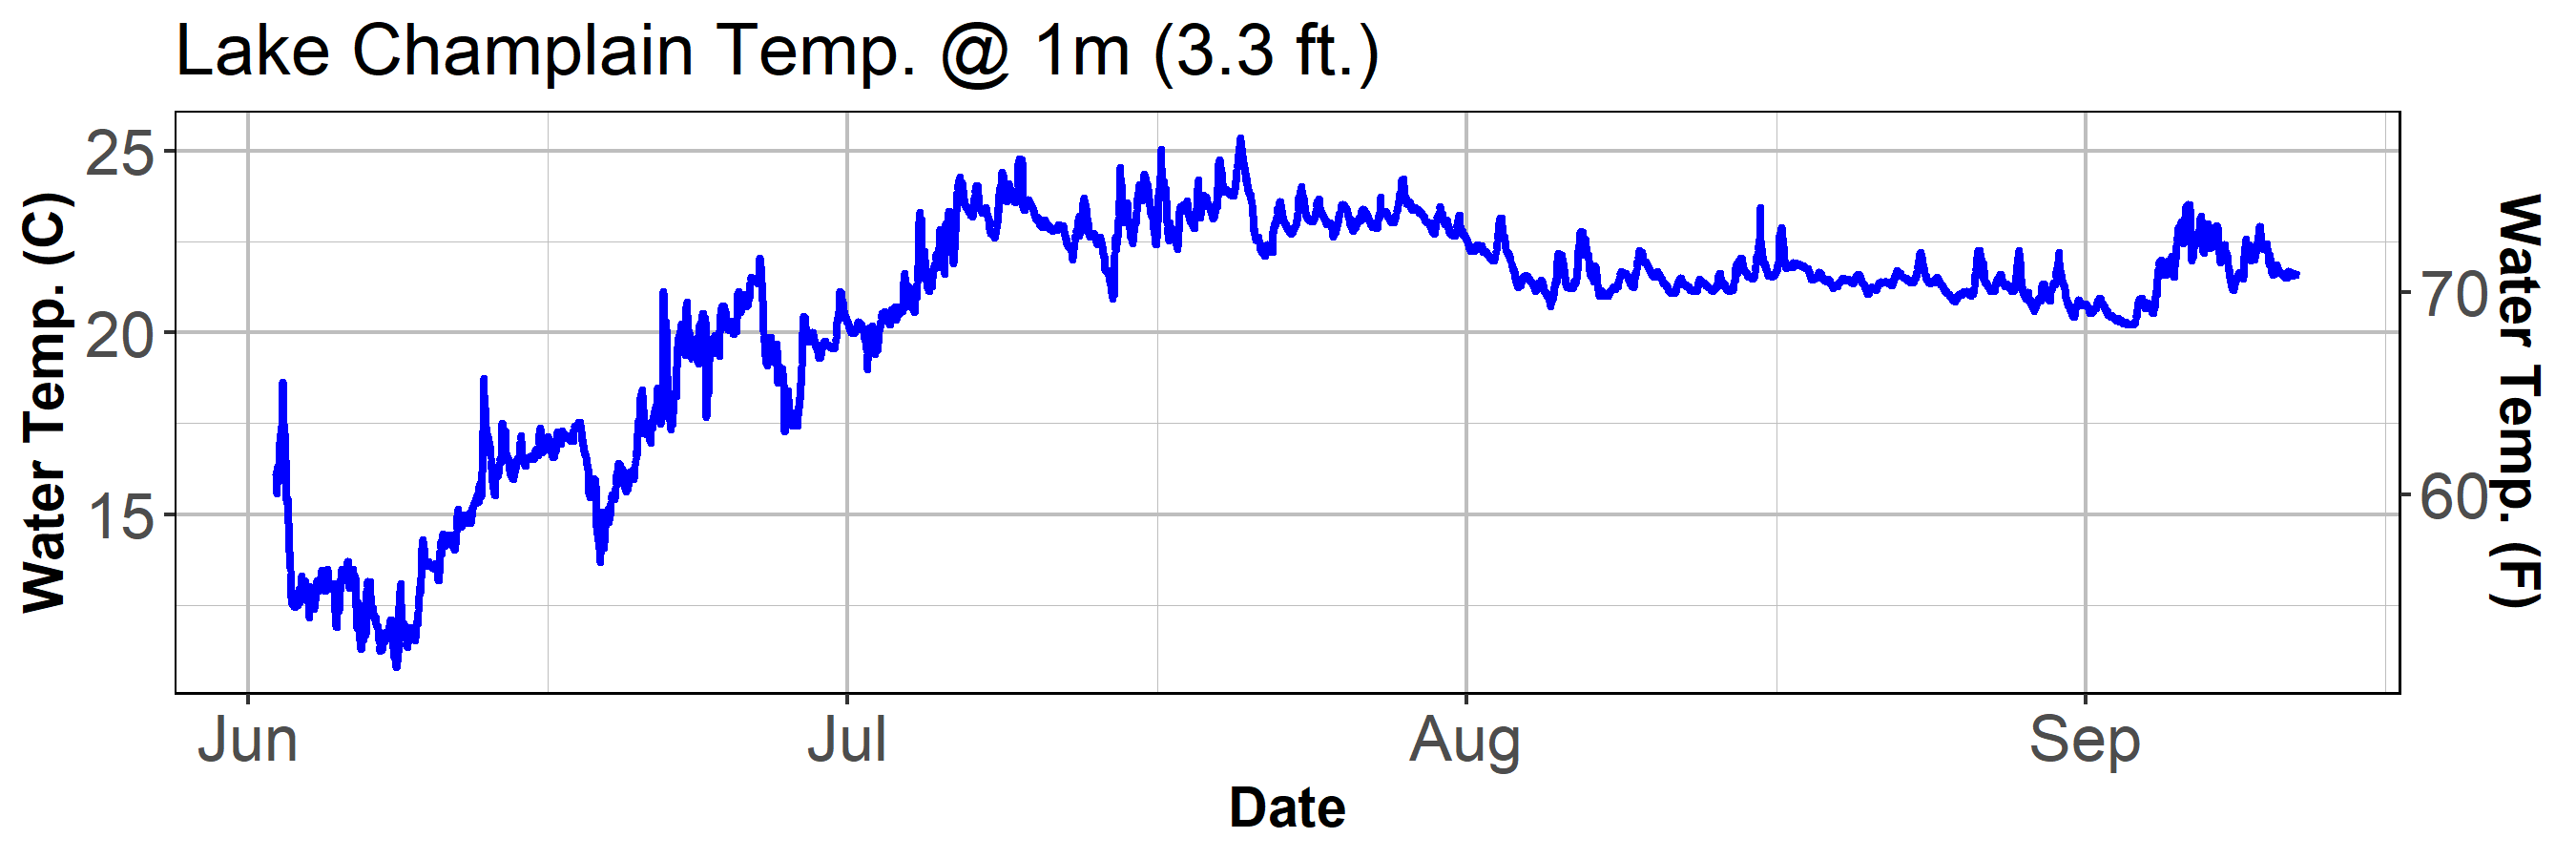 Lake Champlain Temp. @ 1m (3.3 ft.)
Water Temp. (C)
25
20
15
70
60
Water Temp. (F)
Jun Jul Aug Sep
Date